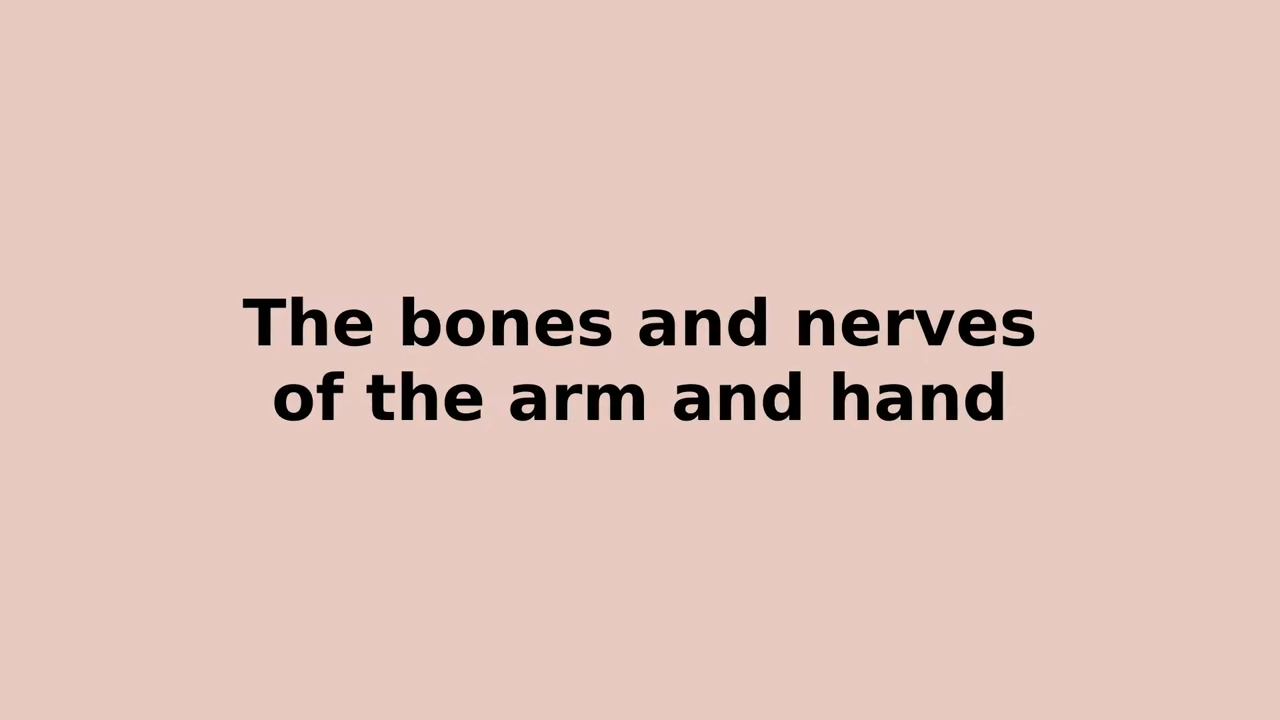 The bones and nerves
of the arm and hand